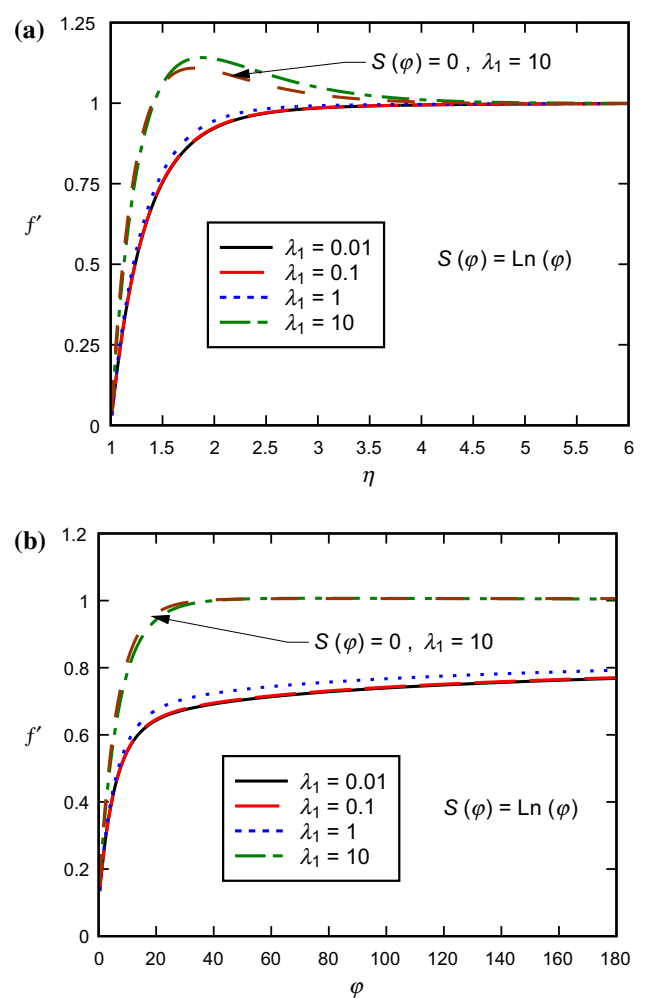 (a)
1.25
1
0.75
0.5
0.25
0
f′
S (φ) = 0 , λ₁ = 10
λ₁ = 0.01
λ₁ = 0.1
λ₁ = 1
λ₁ = 10
S (φ) = Ln (φ)
1 1.5 2 2.5 3 3.5 4 4.5 5 5.5 6
η
(b)
1.2
1
0.8
0.6
0.4
0.2
0
f′
S (φ) = 0 , λ₁ = 10
λ₁ = 0.01
λ₁ = 0.1
λ₁ = 1
λ₁ = 10
S (φ) = Ln (φ)
0 20 40 60 80 100 120 140 160 180
φ